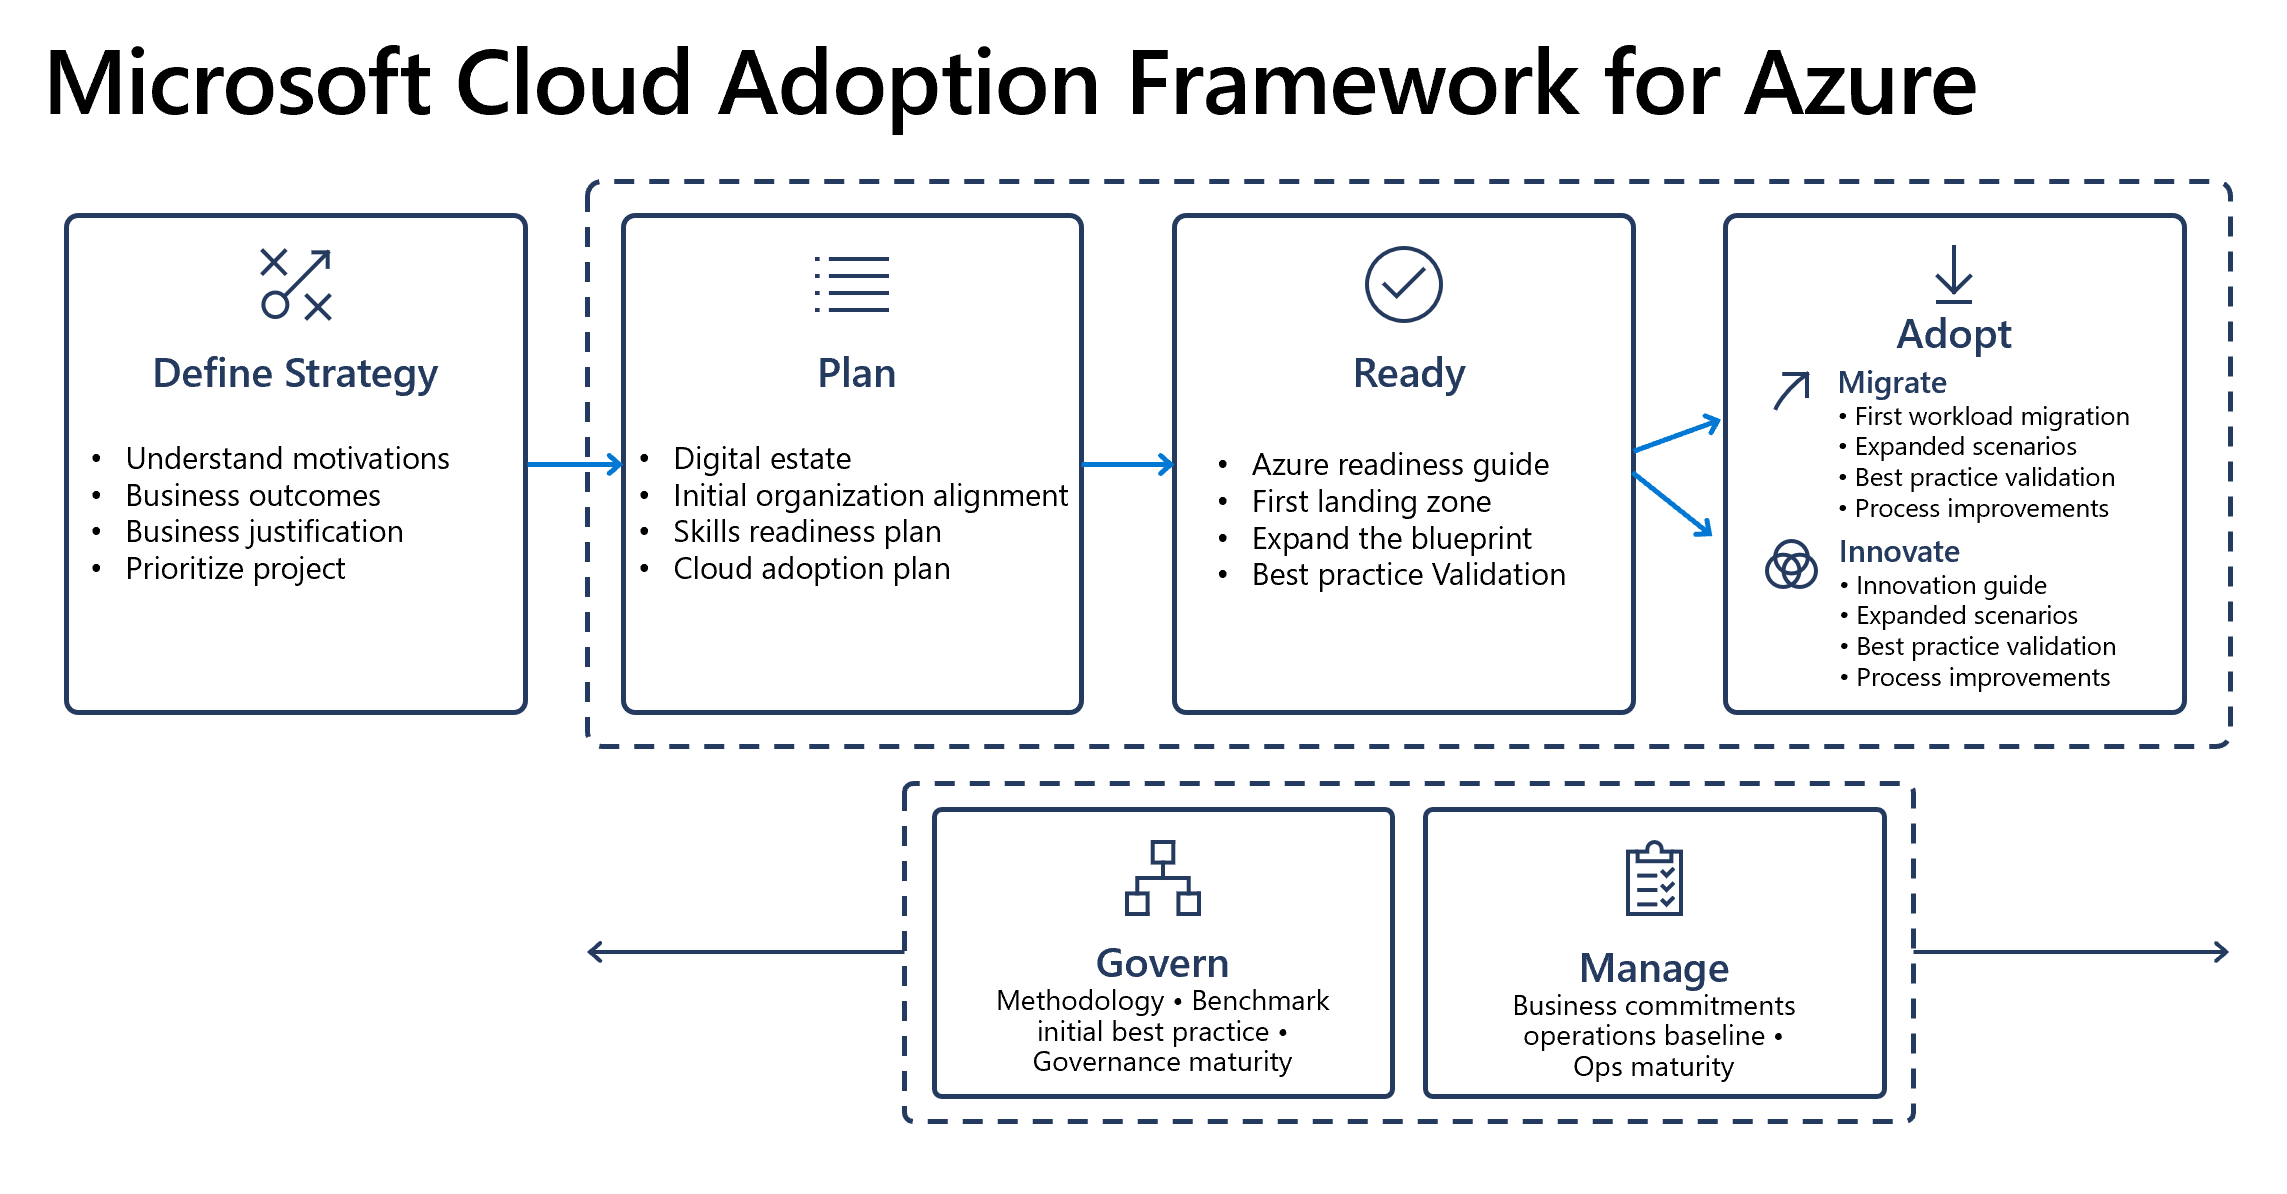 Microsoft Cloud Adoption Framework for Azure
Define Strategy
• Understand motivations
• Business outcomes
• Business justification
• Prioritize project
Plan
• Digital estate
• Initial organization alignment
• Skills readiness plan
• Cloud adoption plan
Ready
• Azure readiness guide
• First landing zone
• Expand the blueprint
• Best practice Validation
Adopt
Migrate
• First workload migration
• Expanded scenarios
• Best practice validation
• Process improvements
Innovate
• Innovation guide
• Expanded scenarios
• Best practice validation
• Process improvements
Govern
Methodology • Benchmark
initial best practice •
Governance maturity
Manage
Business commitments
operations baseline •
Ops maturity